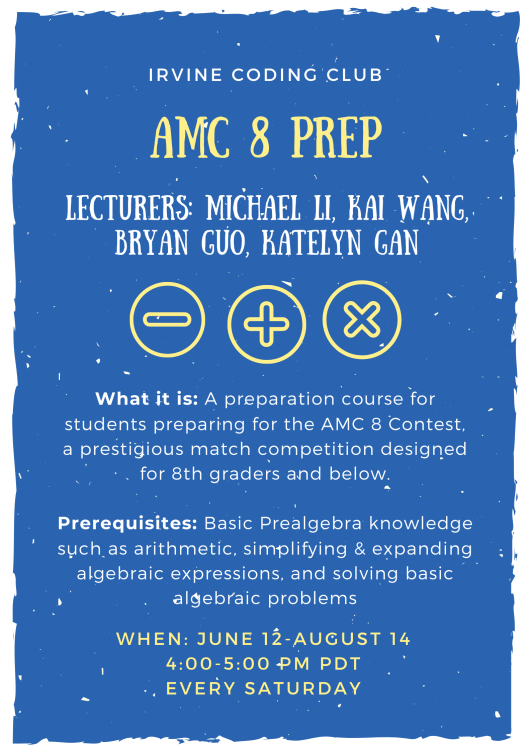 IRVINE CODING CLUB
AMC 8 PREP
LECTURERS: MICHAEL LI, KAI WANG,
BRYAN GUO, KATELYN GAN
What it is: A preparation course for
students preparing for the AMC 8 Contest,
a prestigious match competition designed
for 8th graders and below.
Prerequisites: Basic Prealgebra knowledge
such as arithmetic, simplifying & expanding
algebraic expressions, and solving basic
algebraic problems
WHEN: JUNE 12-AUGUST 14
4:00-5:00 PM PDT
EVERY SATURDAY